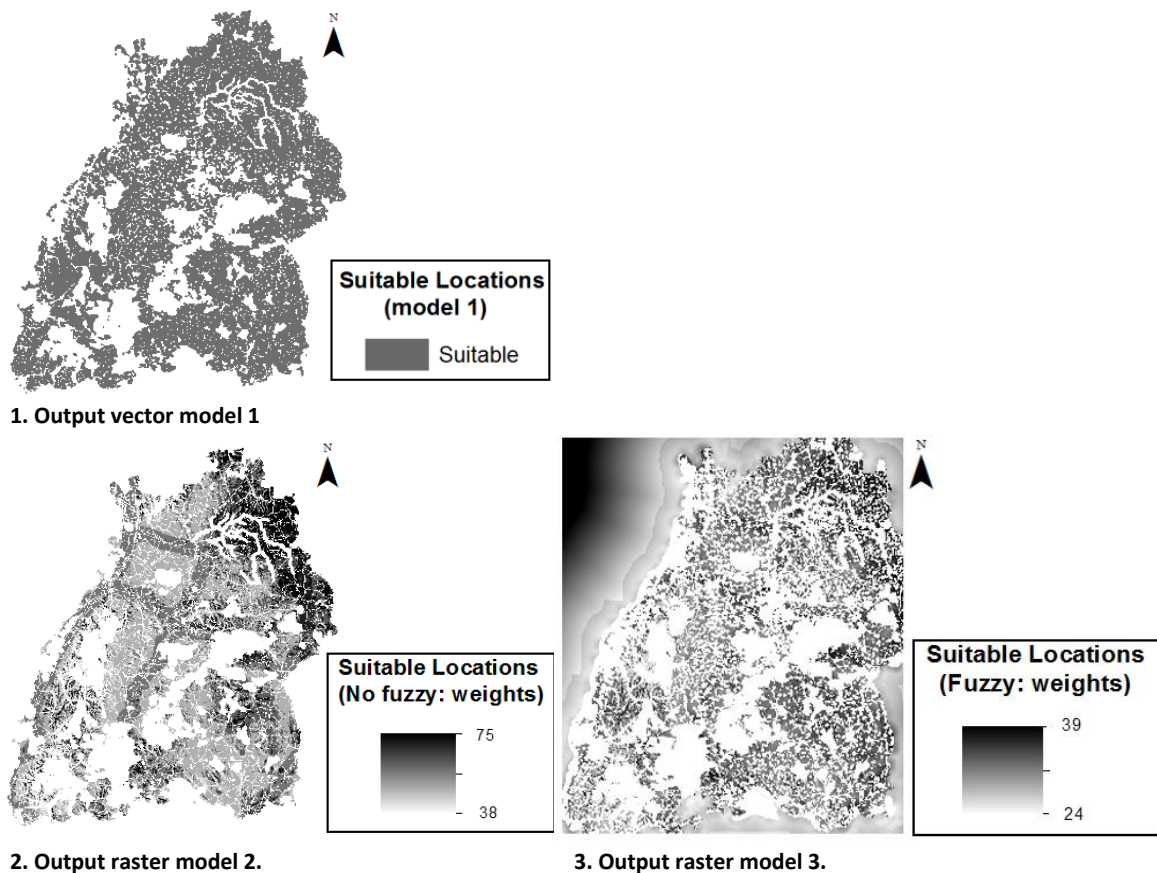 N
Suitable Locations
(model 1)
Suitable
1. Output vector model 1
N
Suitable Locations
(No fuzzy: weights)
75
38
2. Output raster model 2.
N
Suitable Locations
(Fuzzy: weights)
39
24
3. Output raster model 3.